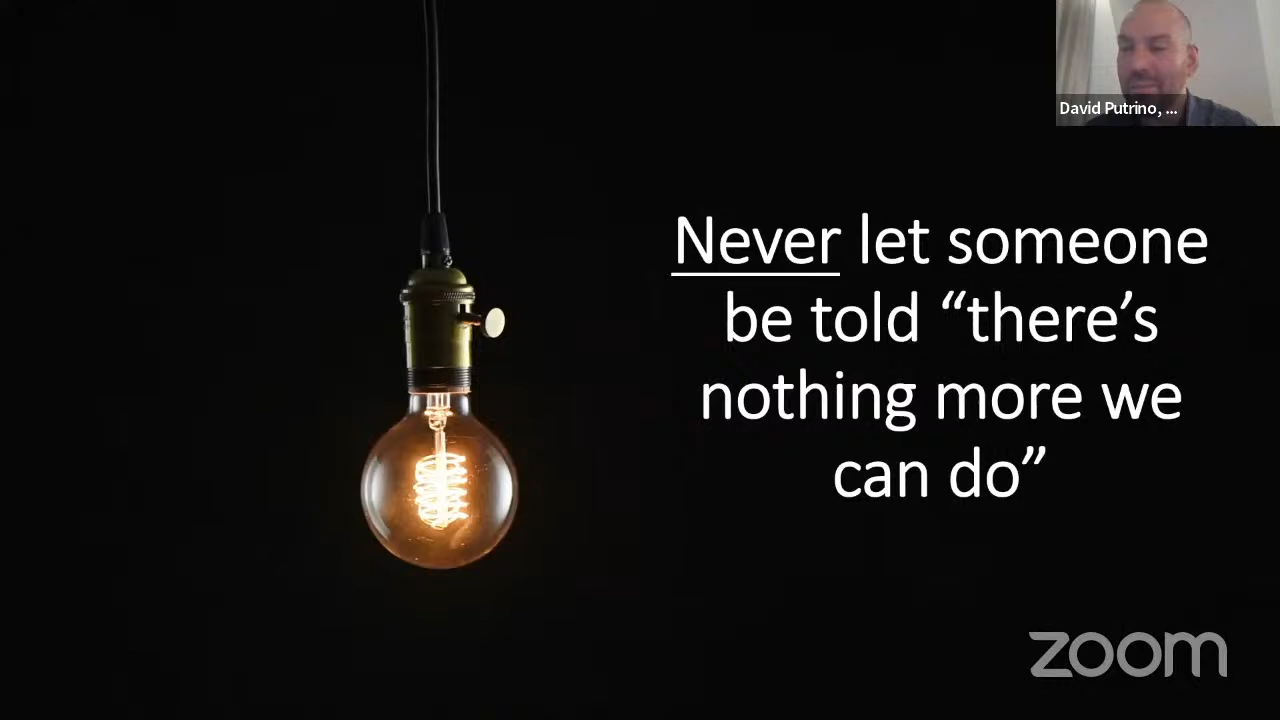 David Putrino, ...
Never let someone
be told “there’s
nothing more we
can do”
zoom